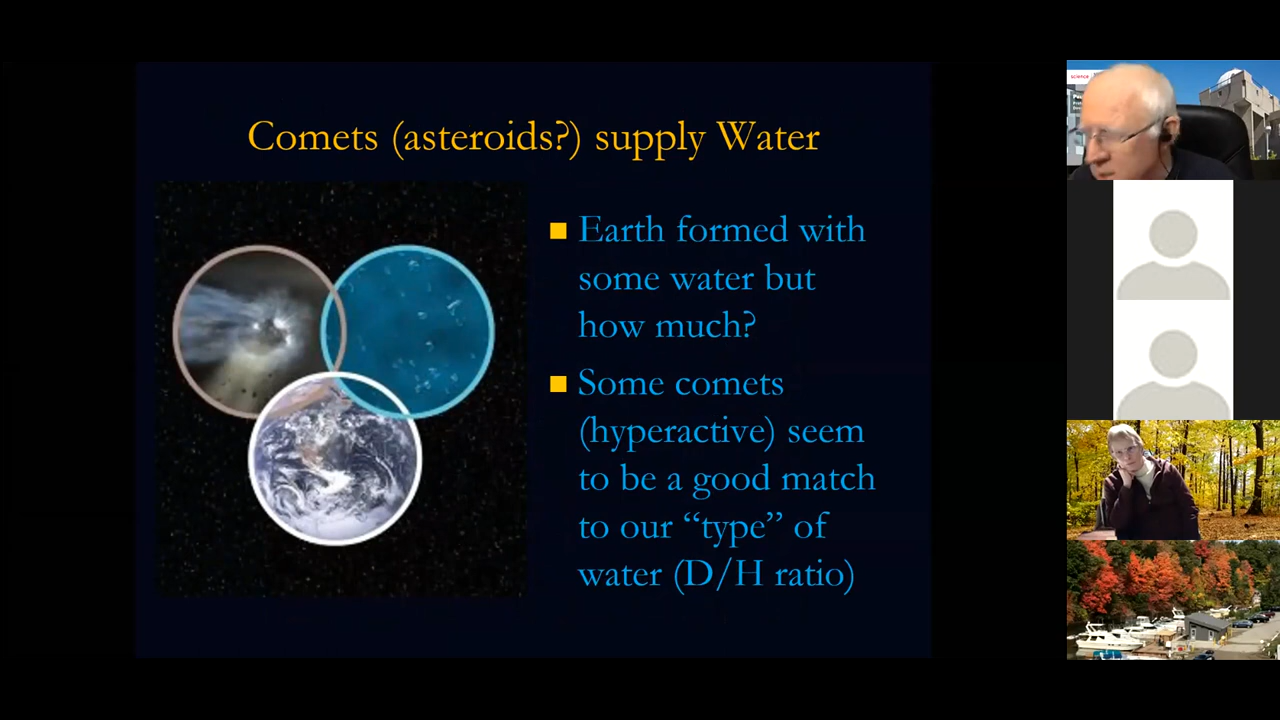 Comets (asteroids?) supply Water
Earth formed with
some water but
how much?
Some comets
(hyperactive) seem
to be a good match
to our “type” of
water (D/H ratio)
science